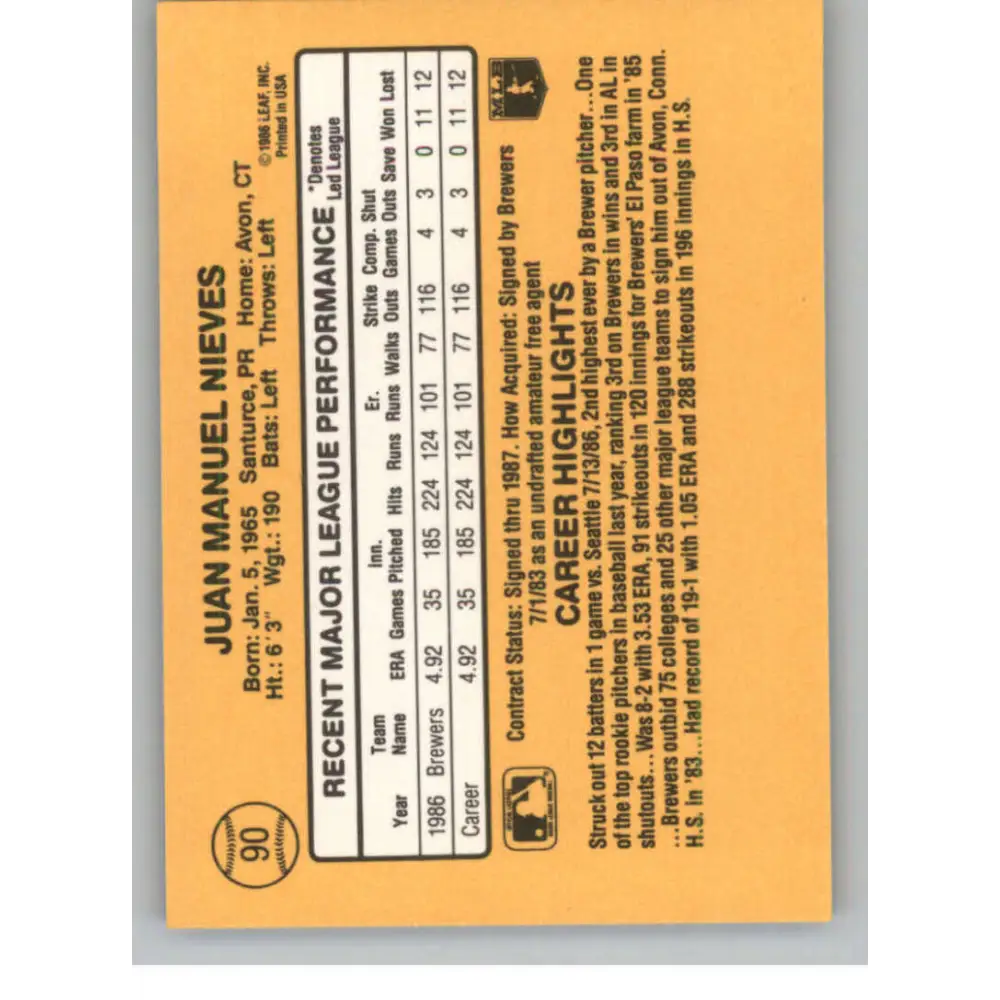 90
JUAN MANUEL NIEVES
Born: Jan. 5, 1965 Santurce, PR Home: Avon, CT
Ht.: 6'3" Wgt.: 190 Bats: Left Throws: Left
© 1986 LEAF, INC.
Printed in USA
RECENT MAJOR LEAGUE PERFORMANCE *Denotes Led League
Year Team Name ERA Games Inn. Pitched Hits Runs Er. Runs Walks Strike Outs Comp. Games Shut Outs Save Won Lost
1986 Brewers 4.92 35 185 224 124 101 77 116 4 3 0 11 12
Career 4.92 35 185 224 124 101 77 116 4 3 0 11 12
Contract Status: Signed thru 1987. How Acquired: Signed by Brewers
7/1/83 as an undrafted amateur free agent
MLB
CAREER HIGHLIGHTS
Struck out 12 batters in 1 game vs. Seattle 7/13/86, 2nd highest ever by a Brewer pitcher...One
of the top rookie pitchers in baseball last year, ranking 3rd on Brewers in wins and 3rd in AL in
shutouts...Was 8-2 with 3.53 ERA, 91 strikeouts in 120 innings for Brewers' El Paso farm in '85
...Brewers outbid 75 colleges and 25 other major league teams to sign him out of Avon, Conn.
H.S. in '83...Had record of 19-1 with 1.05 ERA and 288 strikeouts in 196 innings in H.S.